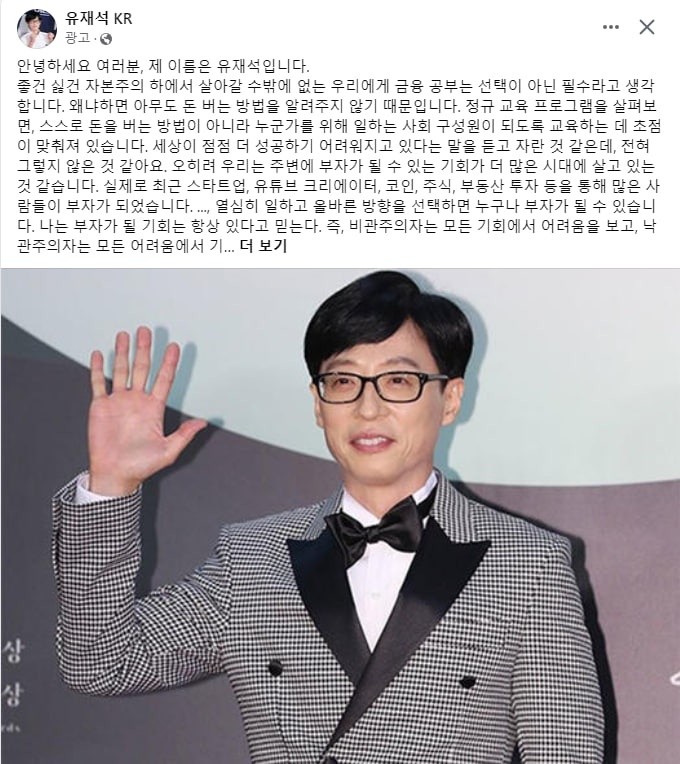 유재석 KR
광고 ·
안녕하세요 여러분, 제 이름은 유재석입니다.
좋건 싫건 자본주의 하에서 살아갈 수밖에 없는 우리에게 금융 공부는 선택이 아닌 필수라고 생각
합니다. 왜냐하면 아무도 돈 버는 방법을 알려주지 않기 때문입니다. 정규 교육 프로그램을 살펴보
면, 스스로 돈을 버는 방법이 아니라 누군가를 위해 일하는 사회 구성원이 되도록 교육하는 데 초점
이 맞춰져 있습니다. 세상이 점점 더 성공하기 어려워지고 있다는 말을 듣고 자란 것 같은데, 전혀
그렇지 않은 것 같아요. 오히려 우리는 주변에 부자가 될 수 있는 기회가 더 많은 시대에 살고 있는
것 같습니다. 실제로 최근 스타트업, 유튜브 크리에이터, 코인, 주식, 부동산 투자 등을 통해 많은 사
람들이 부자가 되었습니다. ..., 열심히 일하고 올바른 방향을 선택하면 누구나 부자가 될 수 있습니
다. 나는 부자가 될 기회는 항상 있다고 믿는다. 즉, 비관주의자는 모든 기회에서 어려움을 보고, 낙
관주의자는 모든 어려움에서 기... 더 보기
상
상